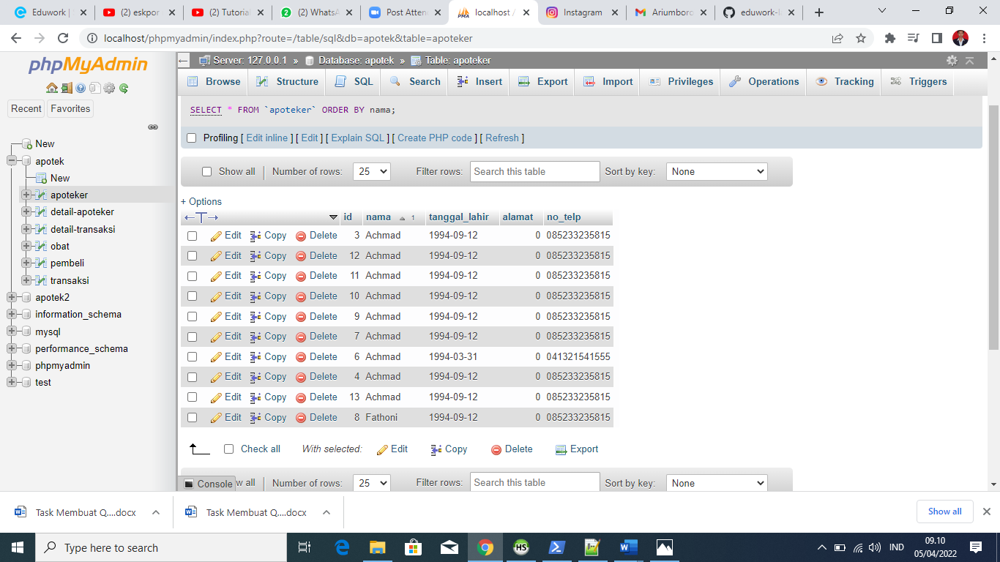 Eduwork |
(2) eskpor
(2) Tutorial
(2) WhatsA
Post Atten
localhost /
Instagram
Ariumboro
eduwork-l
localhost/phpmyadmin/index.php?route=/table/sql&db=apotek&table=apoteker
phpMyAdmin
Recent Favorites
New
apotek
New
apoteker
detail-apoteker
detail-transaksi
obat
pembeli
transaksi
apotek2
information_schema
mysql
performance_schema
phpmyadmin
test
Server: 127.0.0.1 » Database: apotek » Table: apoteker
Browse Structure SQL Search Insert Export Import Privileges Operations Tracking Triggers
SELECT * FROM `apoteker` ORDER BY nama;
Profiling [ Edit inline ] [ Edit ] [ Explain SQL ] [ Create PHP code ] [ Refresh ]
Show all | Number of rows: 25 Filter rows: Search this table Sort by key: None
+ Options
←T→ id nama 1 tanggal_lahir alamat no_telp
Edit Copy Delete 3 Achmad 1994-09-12 0 085233235815
Edit Copy Delete 12 Achmad 1994-09-12 0 085233235815
Edit Copy Delete 11 Achmad 1994-09-12 0 085233235815
Edit Copy Delete 10 Achmad 1994-09-12 0 085233235815
Edit Copy Delete 9 Achmad 1994-09-12 0 085233235815
Edit Copy Delete 7 Achmad 1994-09-12 0 085233235815
Edit Copy Delete 6 Achmad 1994-03-31 0 041321541555
Edit Copy Delete 4 Achmad 1994-09-12 0 085233235815
Edit Copy Delete 13 Achmad 1994-09-12 0 085233235815
Edit Copy Delete 8 Fathoni 1994-09-12 0 085233235815
Check all With selected: Edit Copy Delete Export
Console w all | Number of rows: 25 Filter rows: Search this table Sort by key: None
Task Membuat Q....docx
Task Membuat Q....docx
Show all
Type here to search
HS
IND
09.10
05/04/2022